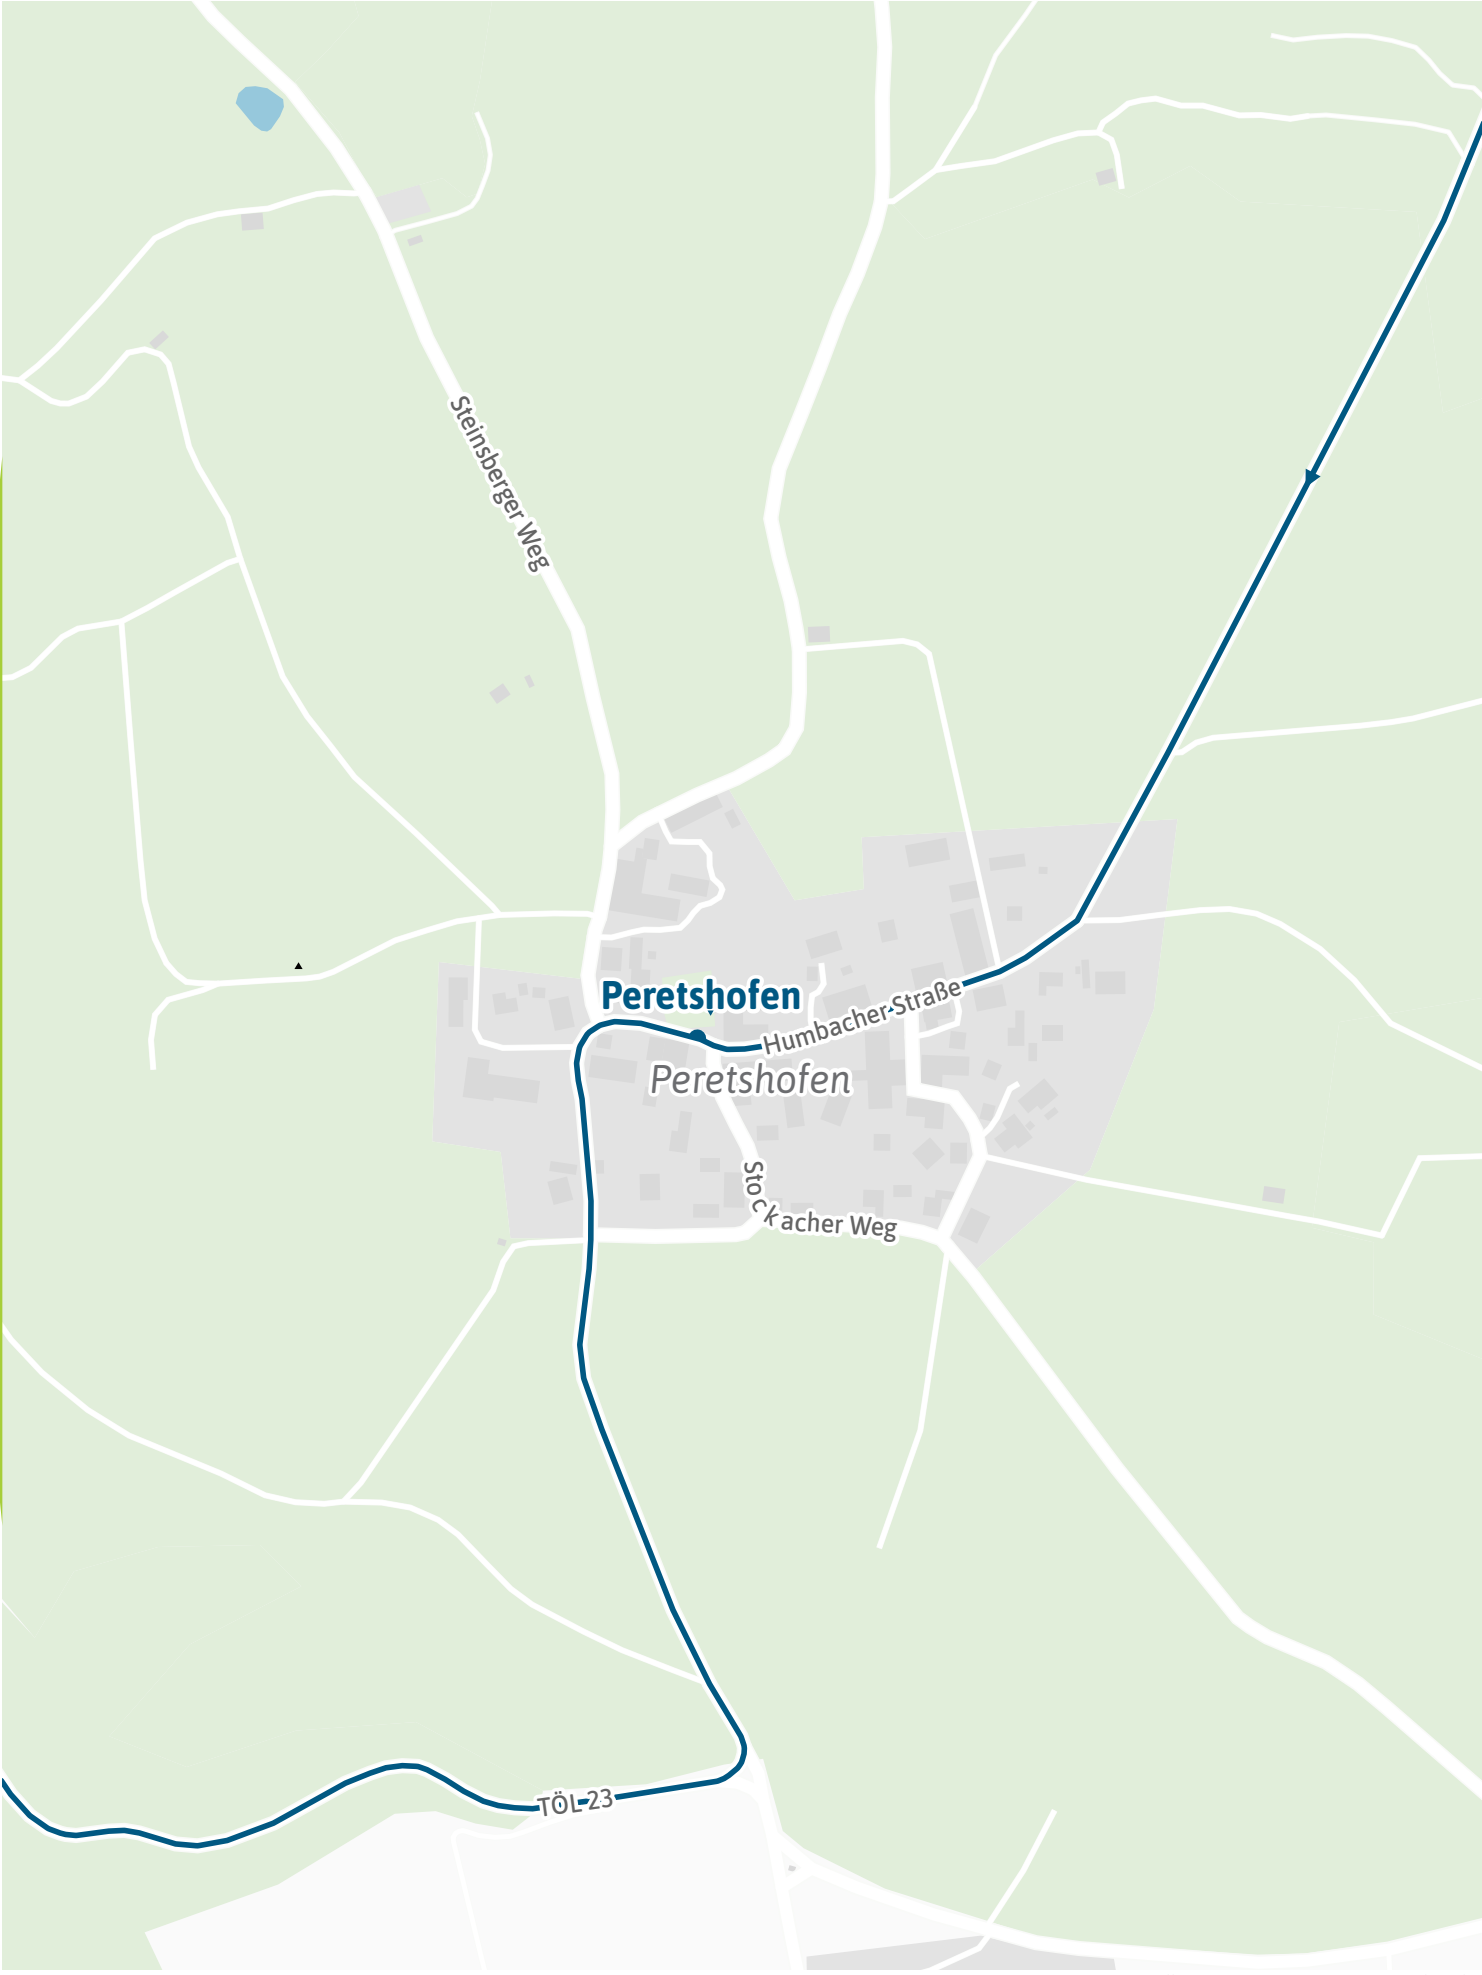 Steinsberger Weg
Peretshofen
Humbacher Straße
Peretshofen
Stockacher Weg
TÖL 23